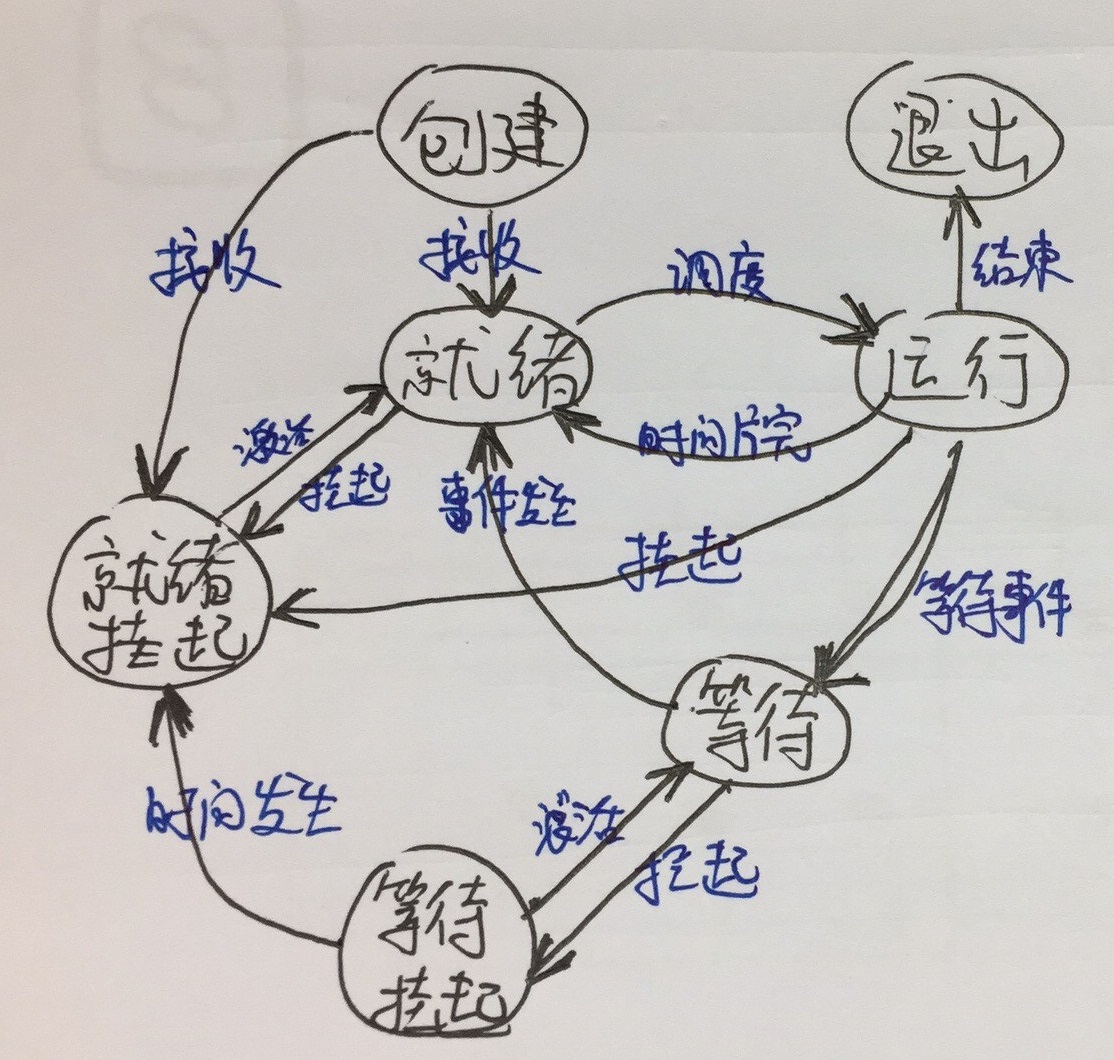 创建
退出
接收
接收
调度
结束
就绪
运行
激活
挂起
时间片完
事件发生
挂起
就绪
挂起
等待事件
等待
时间发生
激活
挂起
等待
挂起